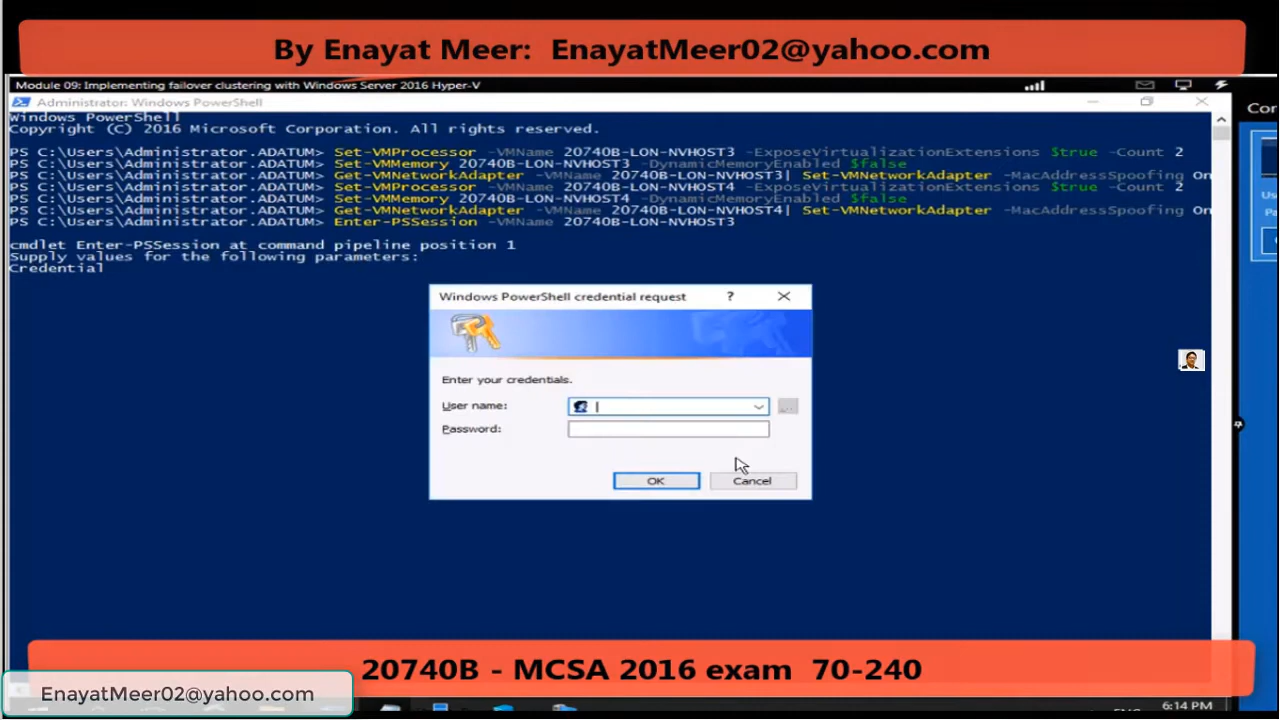 By Enayat Meer: EnayatMeer02@yahoo.com
Module 09: Implementing failover clustering with Windows Server 2016 Hyper-V
Administrator: Windows PowerShell
Windows PowerShell
Copyright (C) 2016 Microsoft Corporation. All rights reserved.
PS C:\Users\Administrator.ADATUM> Set-VMProcessor -VMName 20740B-LON-NVHOST3 -ExposeVirtualizationExtensions $true -Count 2
PS C:\Users\Administrator.ADATUM> Set-VMMemory 20740B-LON-NVHOST3 -DynamicMemoryEnabled $false
PS C:\Users\Administrator.ADATUM> Get-VMNetworkAdapter -VMName 20740B-LON-NVHOST3| Set-VMNetworkAdapter -MacAddressSpoofing On
PS C:\Users\Administrator.ADATUM> Set-VMProcessor -VMName 20740B-LON-NVHOST4 -ExposeVirtualizationExtensions $true -Count 2
PS C:\Users\Administrator.ADATUM> Set-VMMemory 20740B-LON-NVHOST4 -DynamicMemoryEnabled $false
PS C:\Users\Administrator.ADATUM> Get-VMNetworkAdapter -VMName 20740B-LON-NVHOST4| Set-VMNetworkAdapter -MacAddressSpoofing On
PS C:\Users\Administrator.ADATUM> Enter-PSSession -VMName 20740B-LON-NVHOST3
cmdlet Enter-PSSession at command pipeline position 1
Supply values for the following parameters:
Credential
Windows PowerShell credential request
?
Enter your credentials.
User name:
Password:
...
OK
Cancel
Cor
Us
Pa
20740B - MCSA 2016 exam 70-240
EnayatMeer02@yahoo.com
6:14 PM